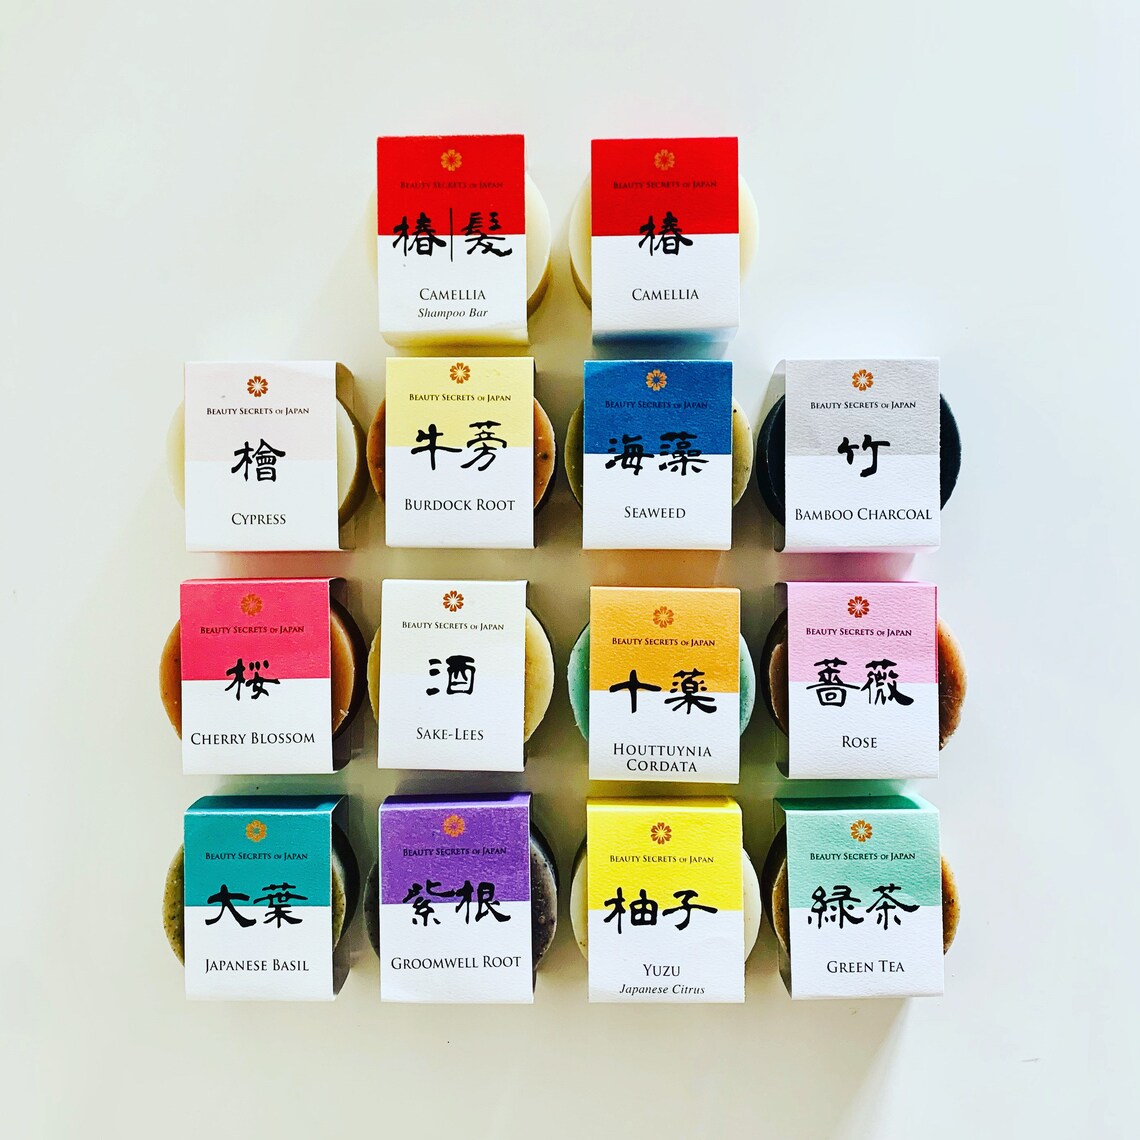 BEAUTY SECRETS OF JAPAN
椿|髪
CAMELLIA
Shampoo Bar
BEAUTY SECRETS OF JAPAN
椿
CAMELLIA
BEAUTY SECRETS OF JAPAN
檜
CYPRESS
BEAUTY SECRETS OF JAPAN
牛蒡
BURDOCK ROOT
BEAUTY SECRETS OF JAPAN
海藻
SEAWEED
BEAUTY SECRETS OF JAPAN
竹
BAMBOO CHARCOAL
BEAUTY SECRETS OF JAPAN
桜
CHERRY BLOSSOM
BEAUTY SECRETS OF JAPAN
酒
SAKE-LEES
BEAUTY SECRETS OF JAPAN
十薬
HOUTTUYNIA
CORDATA
BEAUTY SECRETS OF JAPAN
薔薇
ROSE
BEAUTY SECRETS OF JAPAN
大葉
JAPANESE BASIL
BEAUTY SECRETS OF JAPAN
紫根
GROOMWELL ROOT
BEAUTY SECRETS OF JAPAN
柚子
YUZU
Japanese Citrus
BEAUTY SECRETS OF JAPAN
緑茶
GREEN TEA